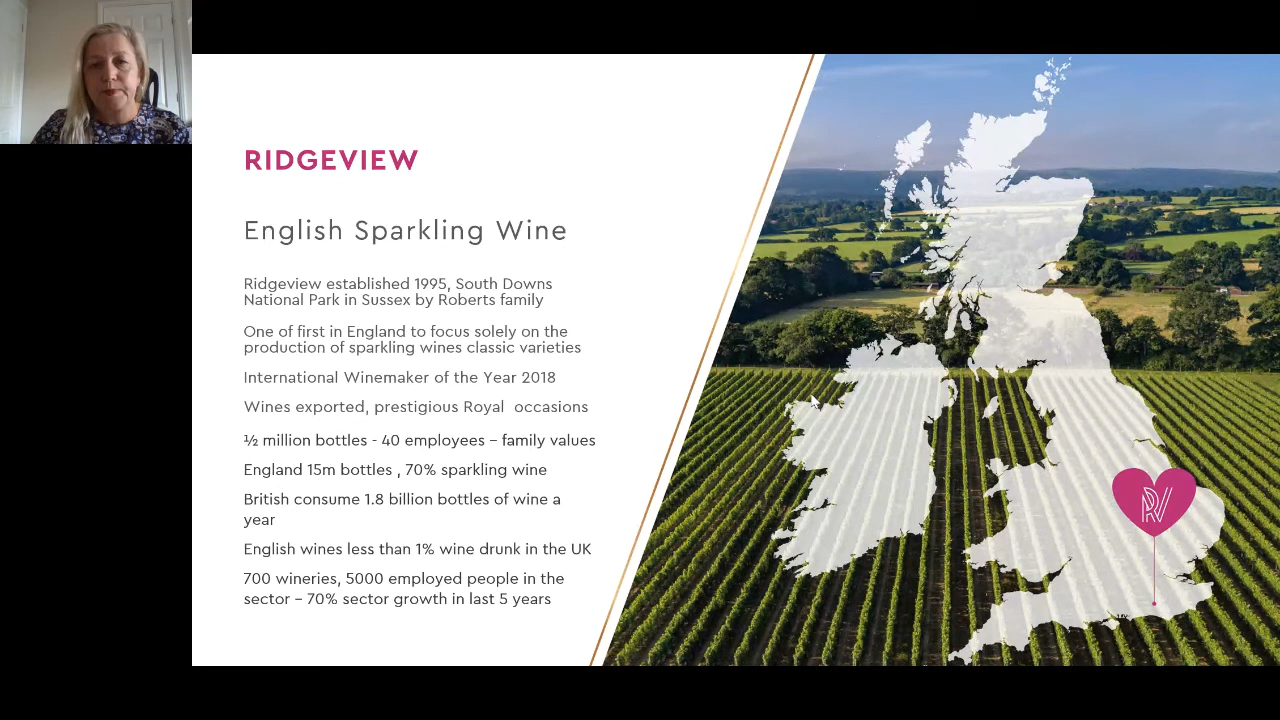 RIDGEVIEW
English Sparkling Wine
Ridgeview established 1995, South Downs
National Park in Sussex by Roberts family
One of first in England to focus solely on the
production of sparkling wines classic varieties
International Winemaker of the Year 2018
Wines exported, prestigious Royal  occasions
½ million bottles - 40 employees – family values
England 15m bottles , 70% sparkling wine
British consume 1.8 billion bottles of wine a
year
English wines less than 1% wine drunk in the UK
700 wineries, 5000 employed people in the
sector – 70% sector growth in last 5 years
RV